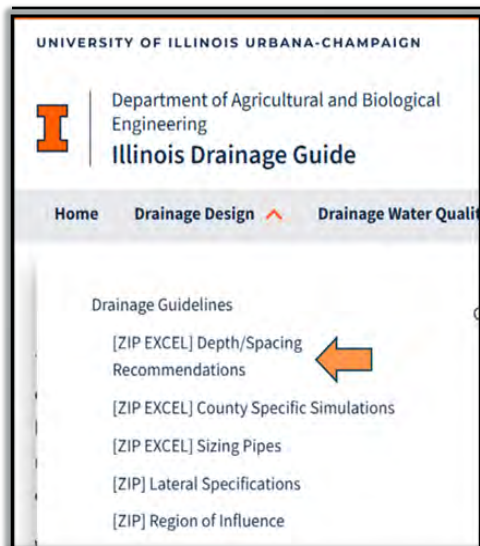 UNIVERSITY OF ILLINOIS URBANA-CHAMPAIGN
Department of Agricultural and Biological
Engineering
Illinois Drainage Guide
Home Drainage Design Drainage Water
Drainage Guidelines
[ZIP EXCEL] Depth/Spacing
Recommendations
[ZIP EXCEL] County Specific Simulations
[ZIP EXCEL] Sizing Pipes
[ZIP] Lateral Specifications
[ZIP] Region of Influence